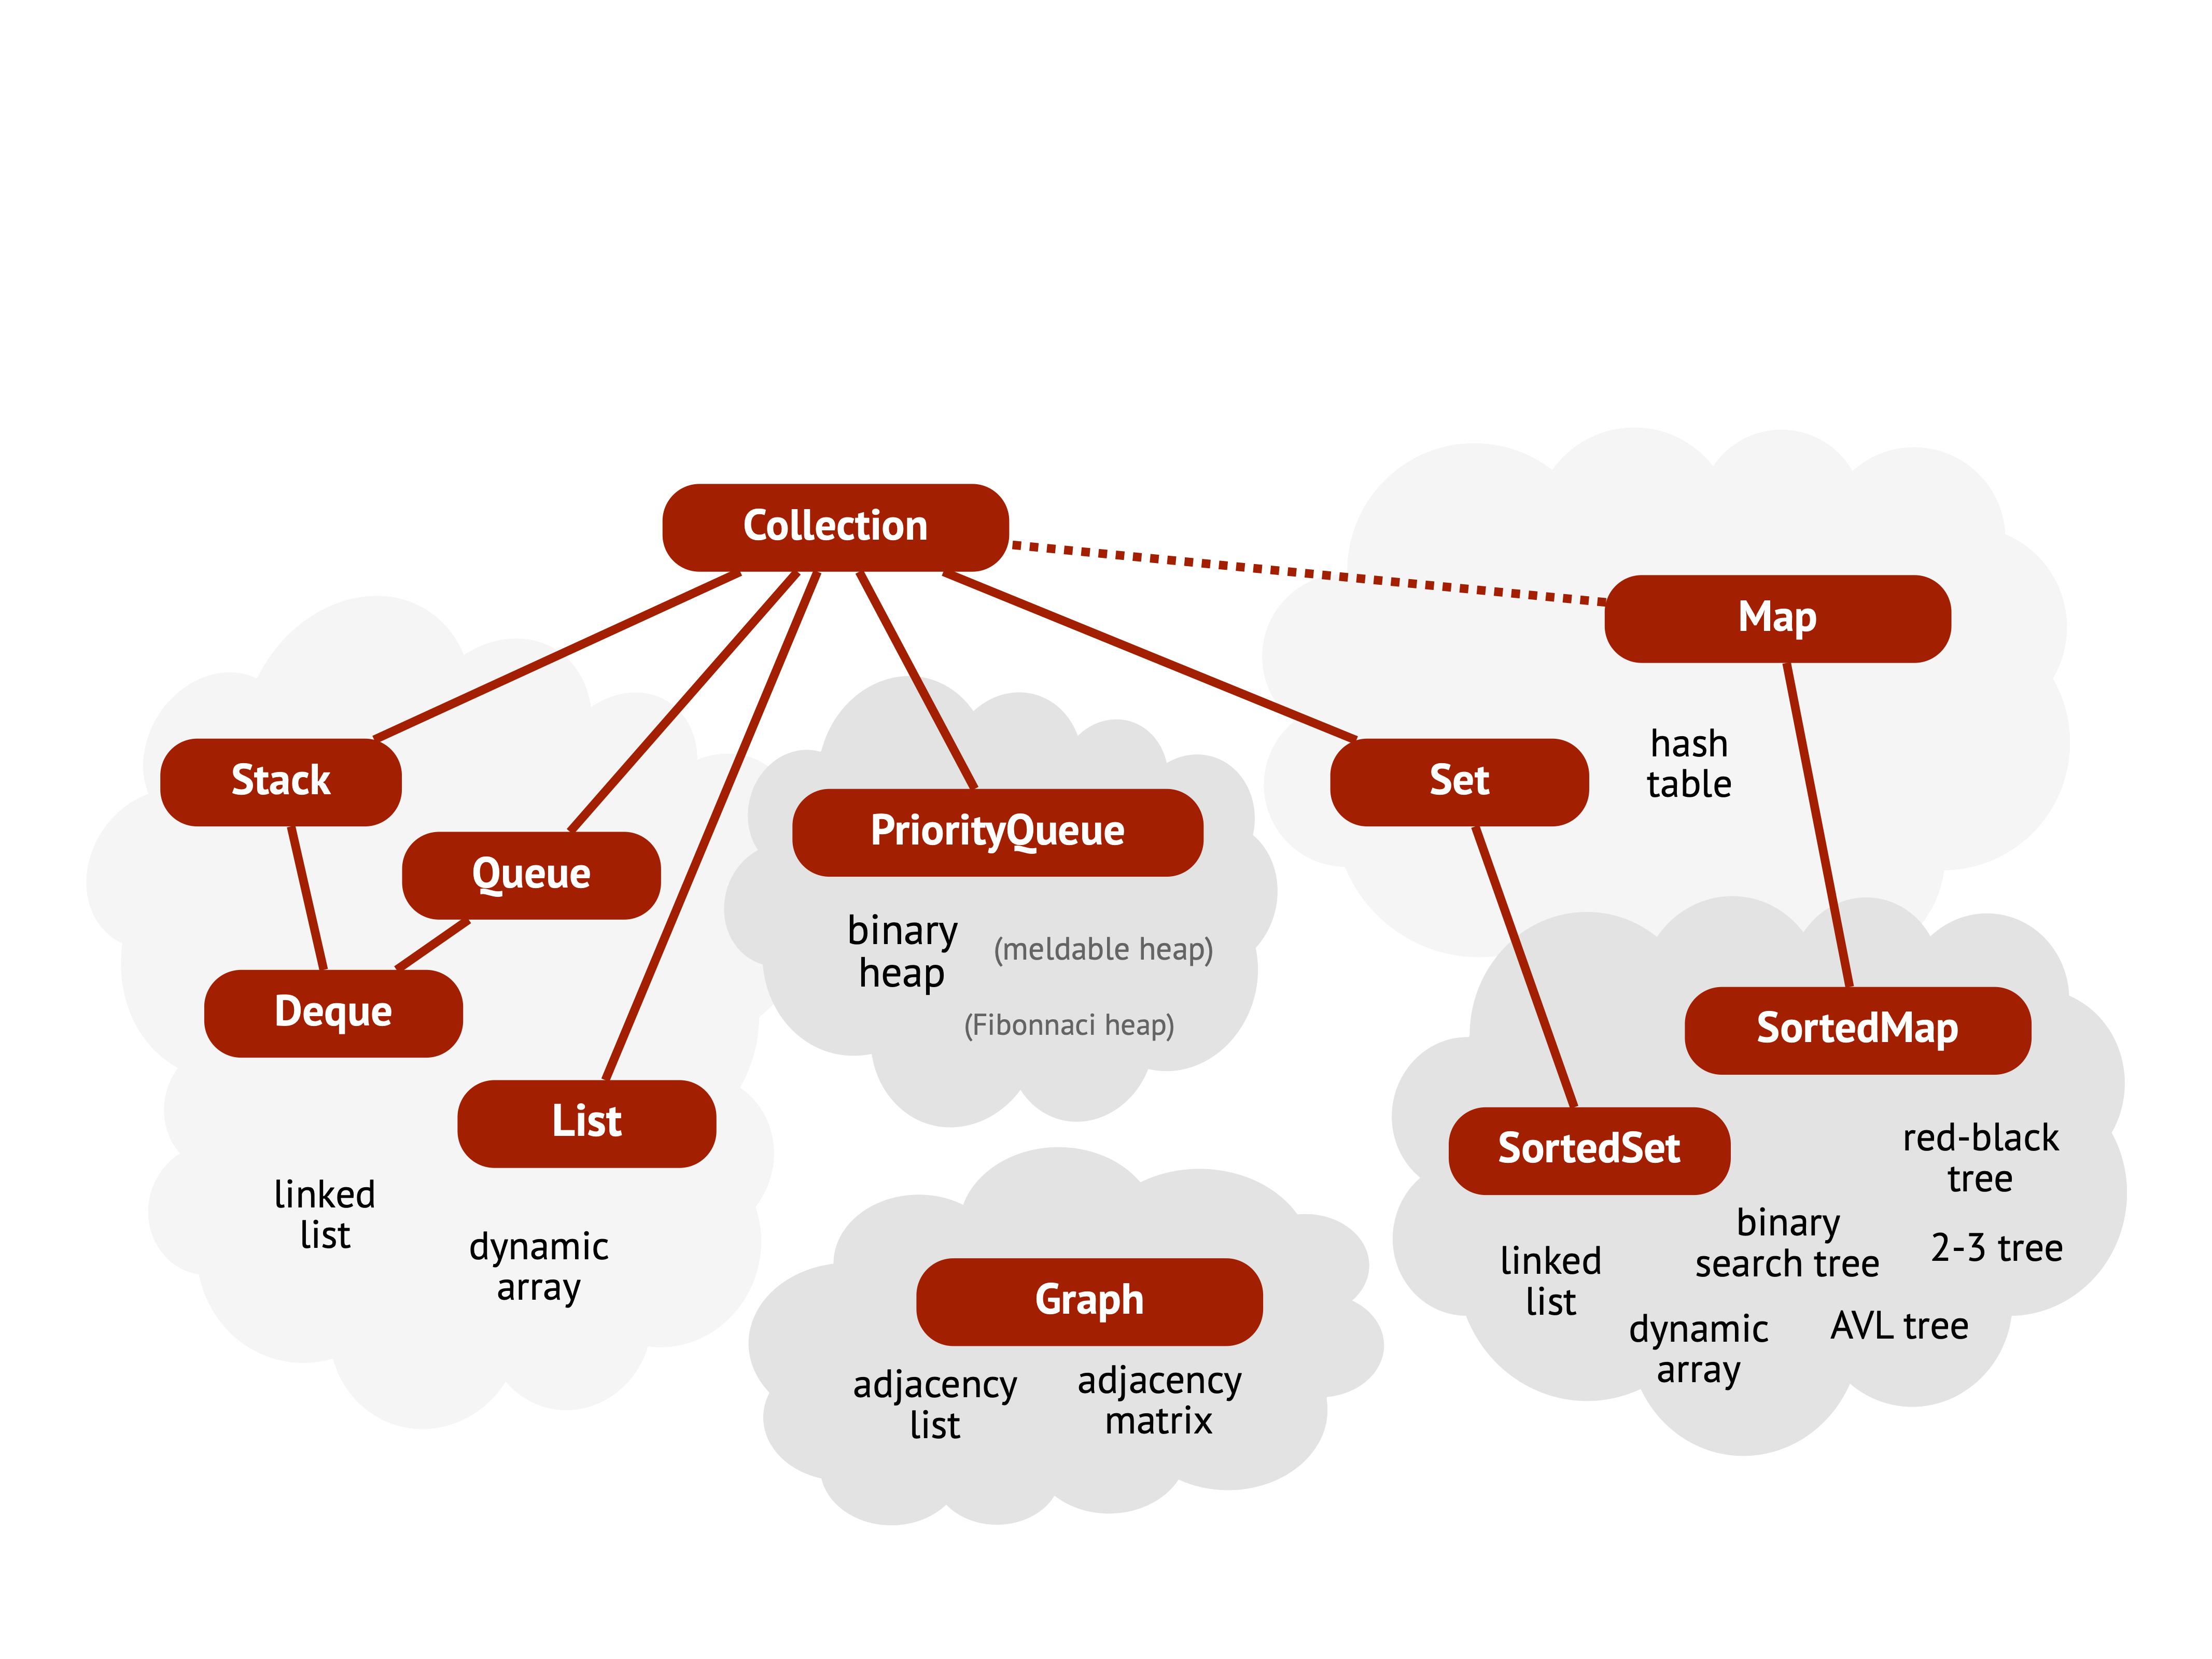 Collection
Map
Stack
Queue
Deque
List
linked
list
dynamic
array
PriorityQueue
binary
heap
(meldable heap)
(Fibonnaci heap)
Graph
adjacency
list
adjacency
matrix
Set
hash
table
SortedMap
SortedSet
red-black
tree
binary
search tree
2-3 tree
linked
list
dynamic
array
AVL tree